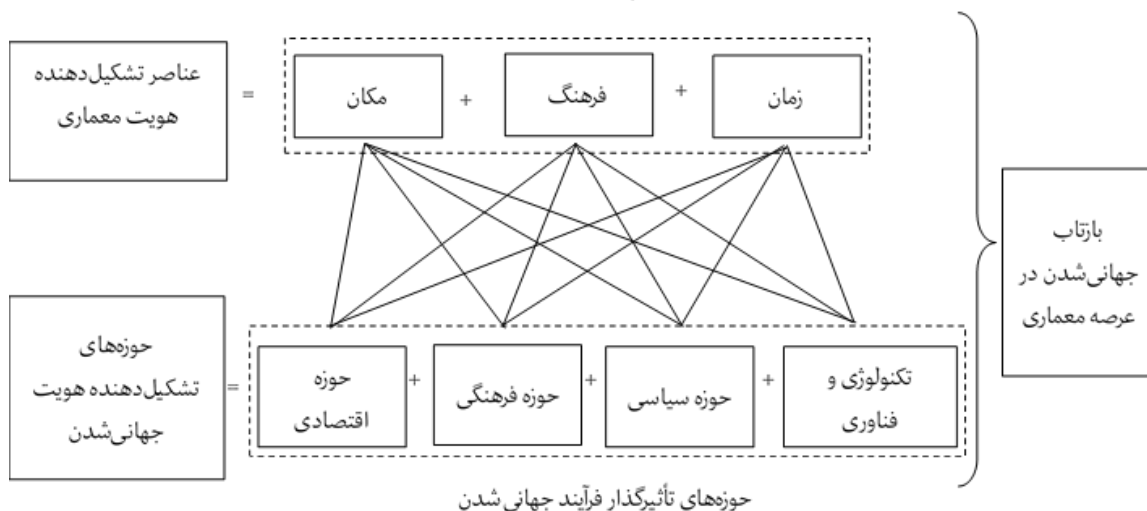 عناصر تشکیل‌دهنده
هویت معماری
=
مکان
+
فرهنگ
+
زمان
بازتاب
جهانی‌شدن در
عرصه معماری
حوزه‌های
تشکیل‌دهنده هویت
جهانی‌شدن
=
حوزه
اقتصادی
+
حوزه فرهنگی
+
حوزه سیاسی
+
تکنولوژی و
فناوری
حوزه‌های تأثیرگذار فرآیند جهانی شدن